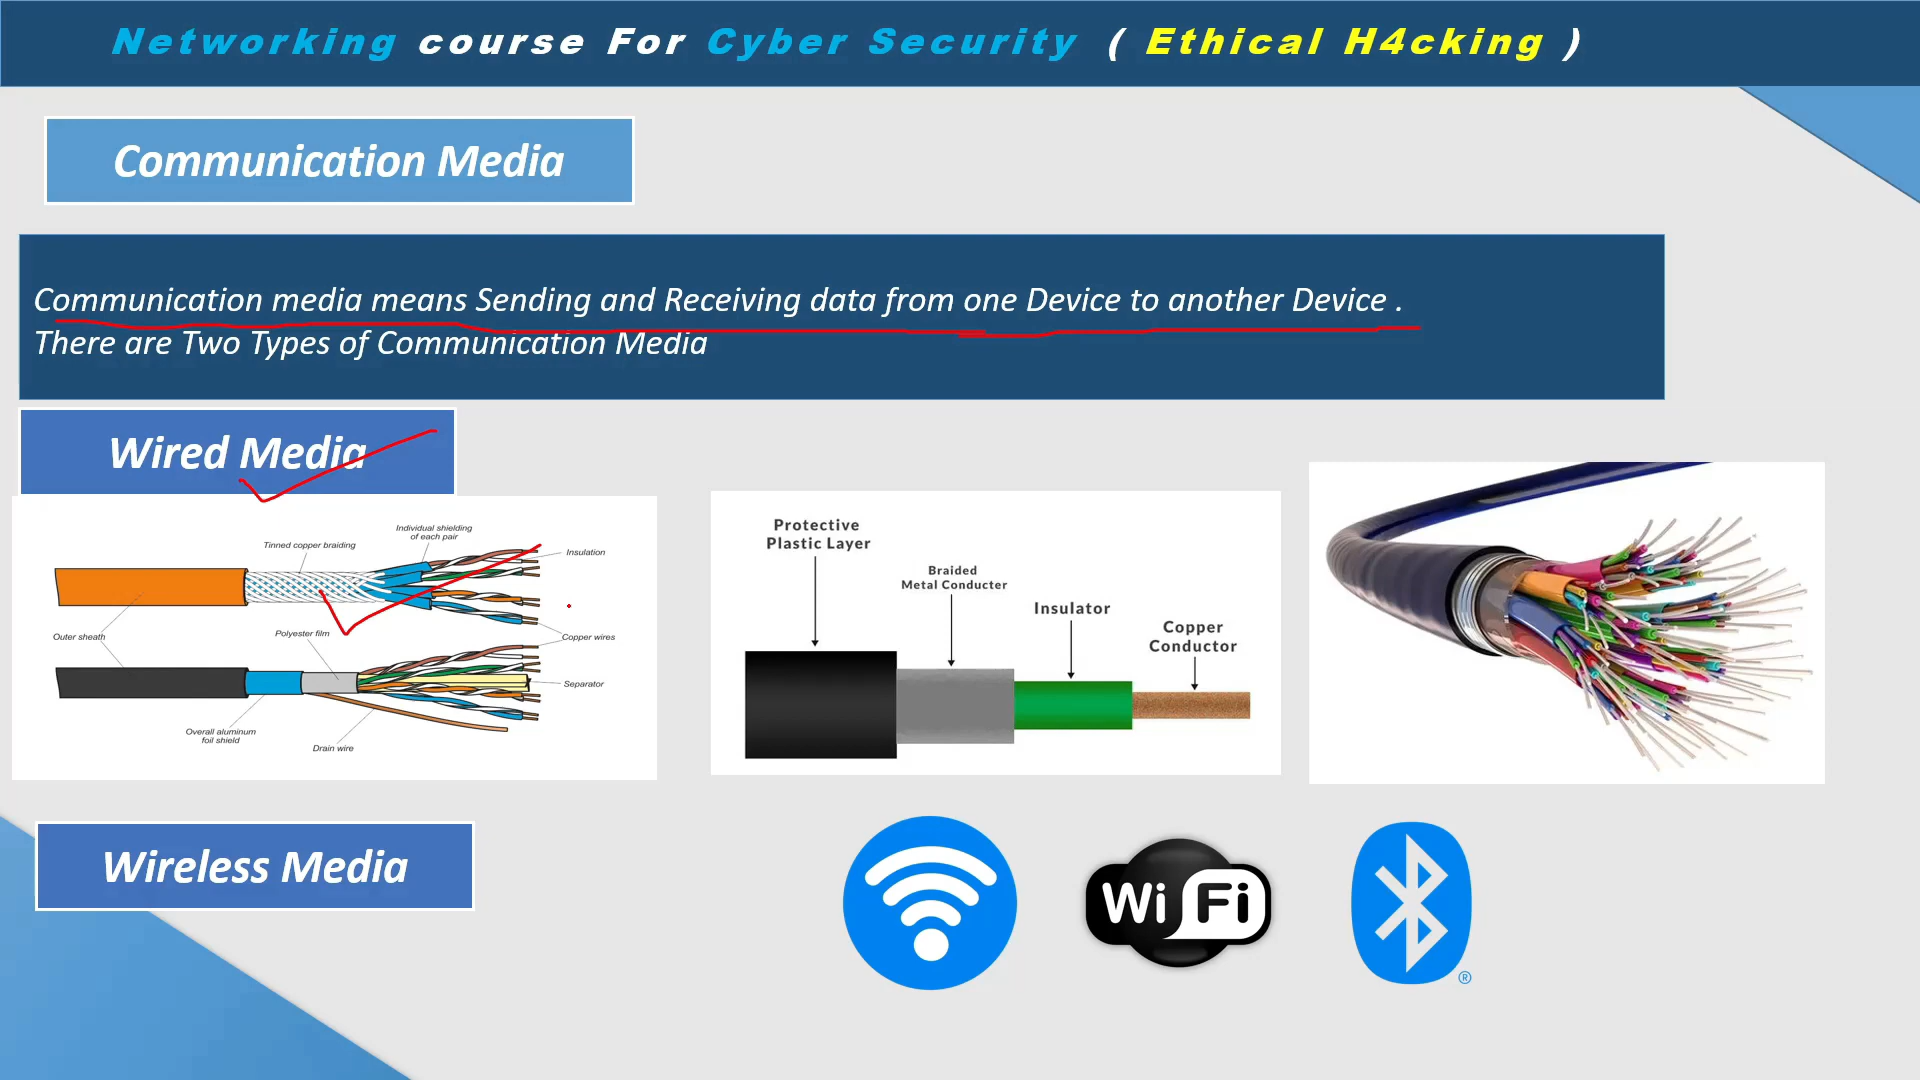 Networking course For Cyber Security ( Ethical H4cking )
Communication Media
Communication media means Sending and Receiving data from one Device to another Device .
There are Two Types of Communication Media
Wired Media
Individual shielding
of each pair
Tinned copper braiding
Insulation
Outer sheath
Polyester film
Copper wires
Separator
Overall aluminum
foil shield
Drain wire
Protective
Plastic Layer
Braided
Metal Conducter
Insulator
Copper
Conductor
Wireless Media
Wi Fi
®